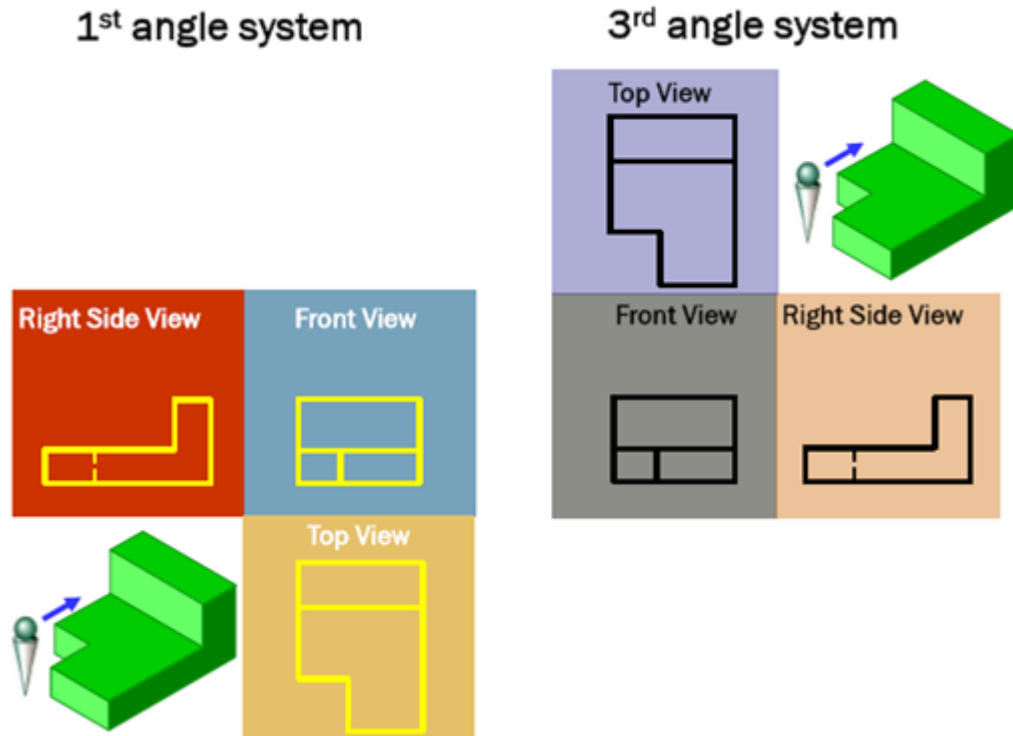 1st angle system
3rd angle system
Top View
Right Side View
Front View
Front View
Right Side View
Top View